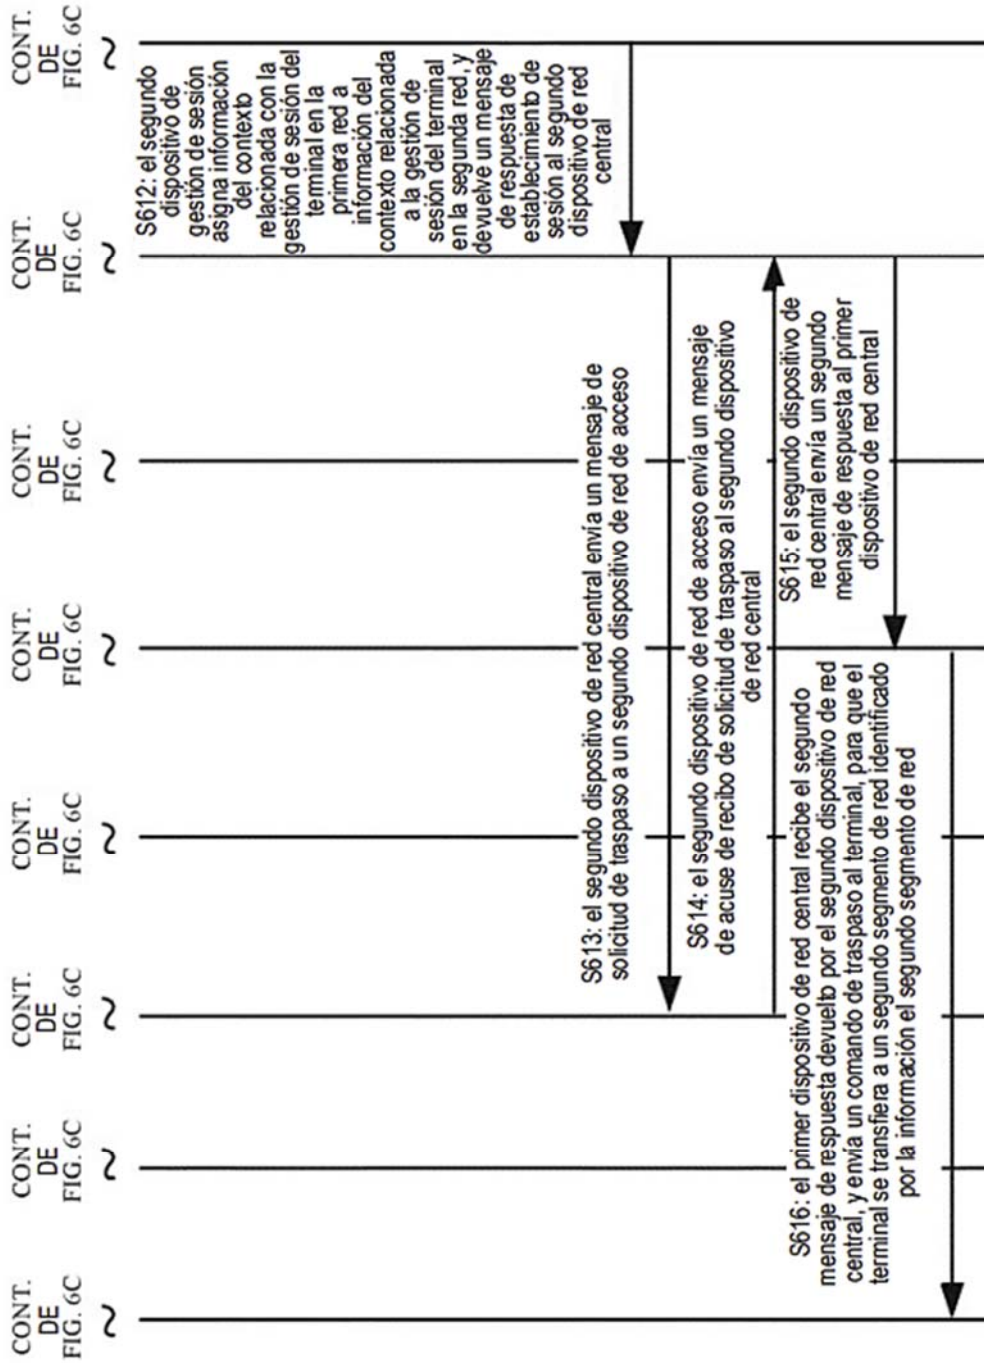 CONT.
DE
FIG. 6C
CONT.
DE
FIG. 6C
CONT.
DE
FIG. 6C
CONT.
DE
FIG. 6C
CONT.
DE
FIG. 6C
CONT.
DE
FIG. 6C
CONT.
DE
FIG. 6C
CONT.
DE
FIG. 6C
S612: el segundo
dispositivo de
gestión de sesión
asigna información
del contexto
relacionada con la
gestión de sesión del
terminal en la
primera red a
información del
contexto relacionada
a la gestión de
sesión del terminal
en la segunda red, y
devuelve un mensaje
de respuesta de
establecimiento de
sesión al segundo
dispositivo de red
central
S613: el segundo dispositivo de red central envía un mensaje de
solicitud de traspaso a un segundo dispositivo de red de acceso
S614: el segundo dispositivo de red de acceso envía un mensaje
de acuse de recibo de solicitud de traspaso al segundo dispositivo
de red central
S615: el segundo dispositivo de
red central envía un segundo
mensaje de respuesta al primer
dispositivo de red central
S616: el primer dispositivo de red central recibe el segundo
mensaje de respuesta devuelto por el segundo dispositivo de red
central, y envía un comando de traspaso al terminal, para que el
terminal se transfiera a un segundo segmento de red identificado
por la información el segundo segmento de red